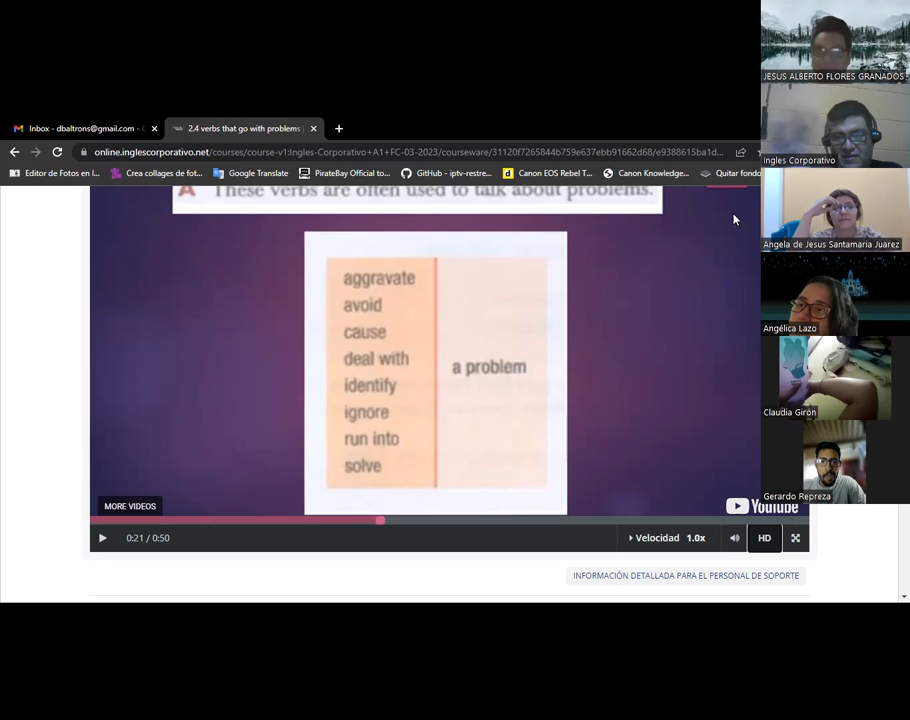 JESUS ALBERTO FLORES GRANADOS
Inbox - dbaltrons@gmail.com -
2.4 verbs that go with problems
online.inglescorporativo.net/courses/course-v1:Ingles-Corporativo+A1+FC-03-2023/courseware/31120f7265844b759e637ebb91662d68/e9388615ba1d...
Ingles Corporativo
Editor de Fotos en l...
Crea collages de fot...
Google Translate
PirateBay Official to...
GitHub - iptv-restre...
Canon EOS Rebel T...
Canon Knowledge...
Quitar fondo
A These verbs are often used to talk about problems.
Angela de Jesus Santamaria Juarez
aggravate
avoid
cause
deal with
identify
ignore
run into
solve
a problem
Angélica Lazo
Claudia Girón
Gerardo Repreza
MORE VIDEOS
YouTube
0:21 / 0:50
Velocidad 1.0x
HD
INFORMACIÓN DETALLADA PARA EL PERSONAL DE SOPORTE